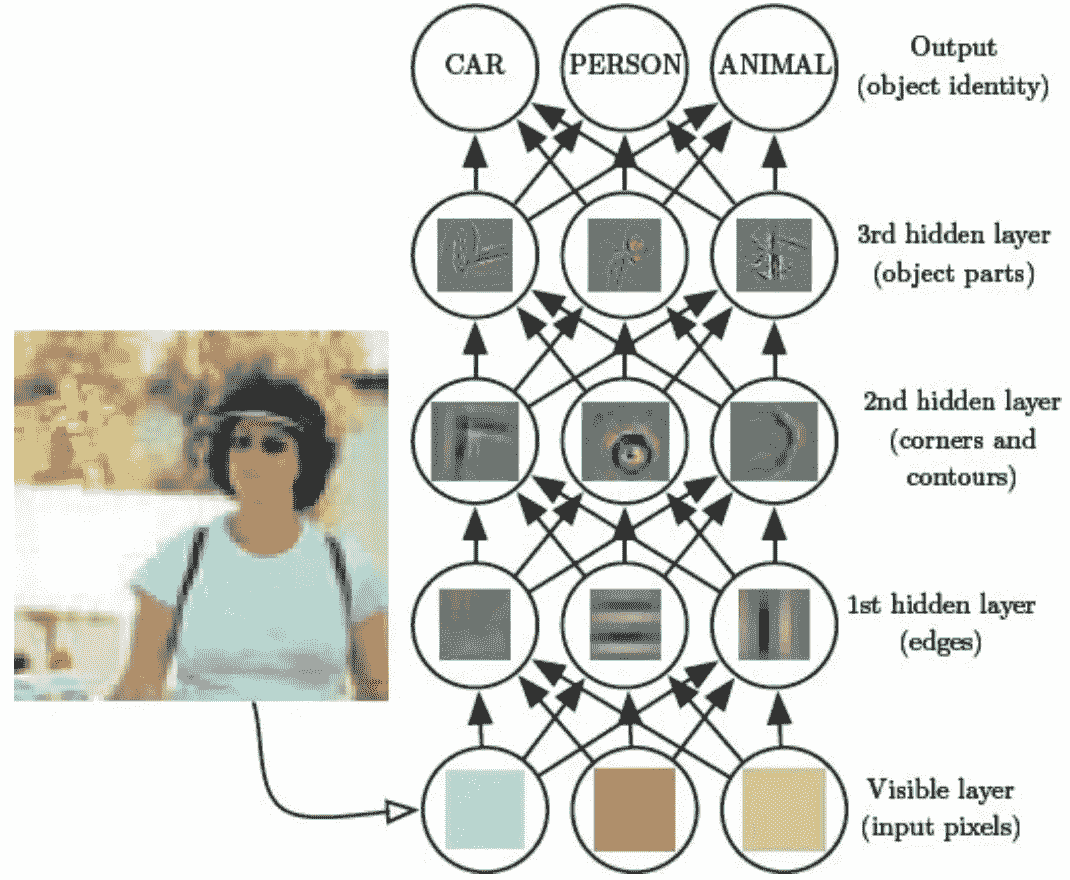 CAR PERSON ANIMAL
Output
(object identity)
3rd hidden layer
(object parts)
2nd hidden layer
(corners and
contours)
1st hidden layer
(edges)
Visible layer
(input pixels)